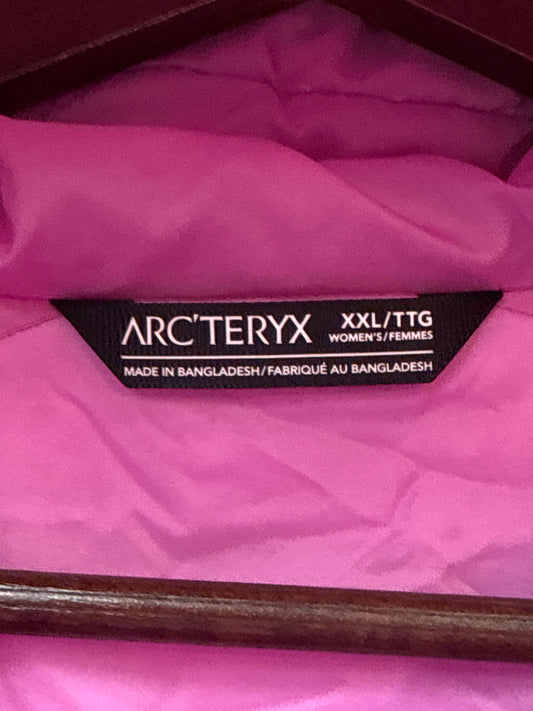 ARC'TERYX XXL/TTG
WOMEN'S/FEMMES
MADE IN BANGLADESH/FABRIQUÉ AU BANGLADESH